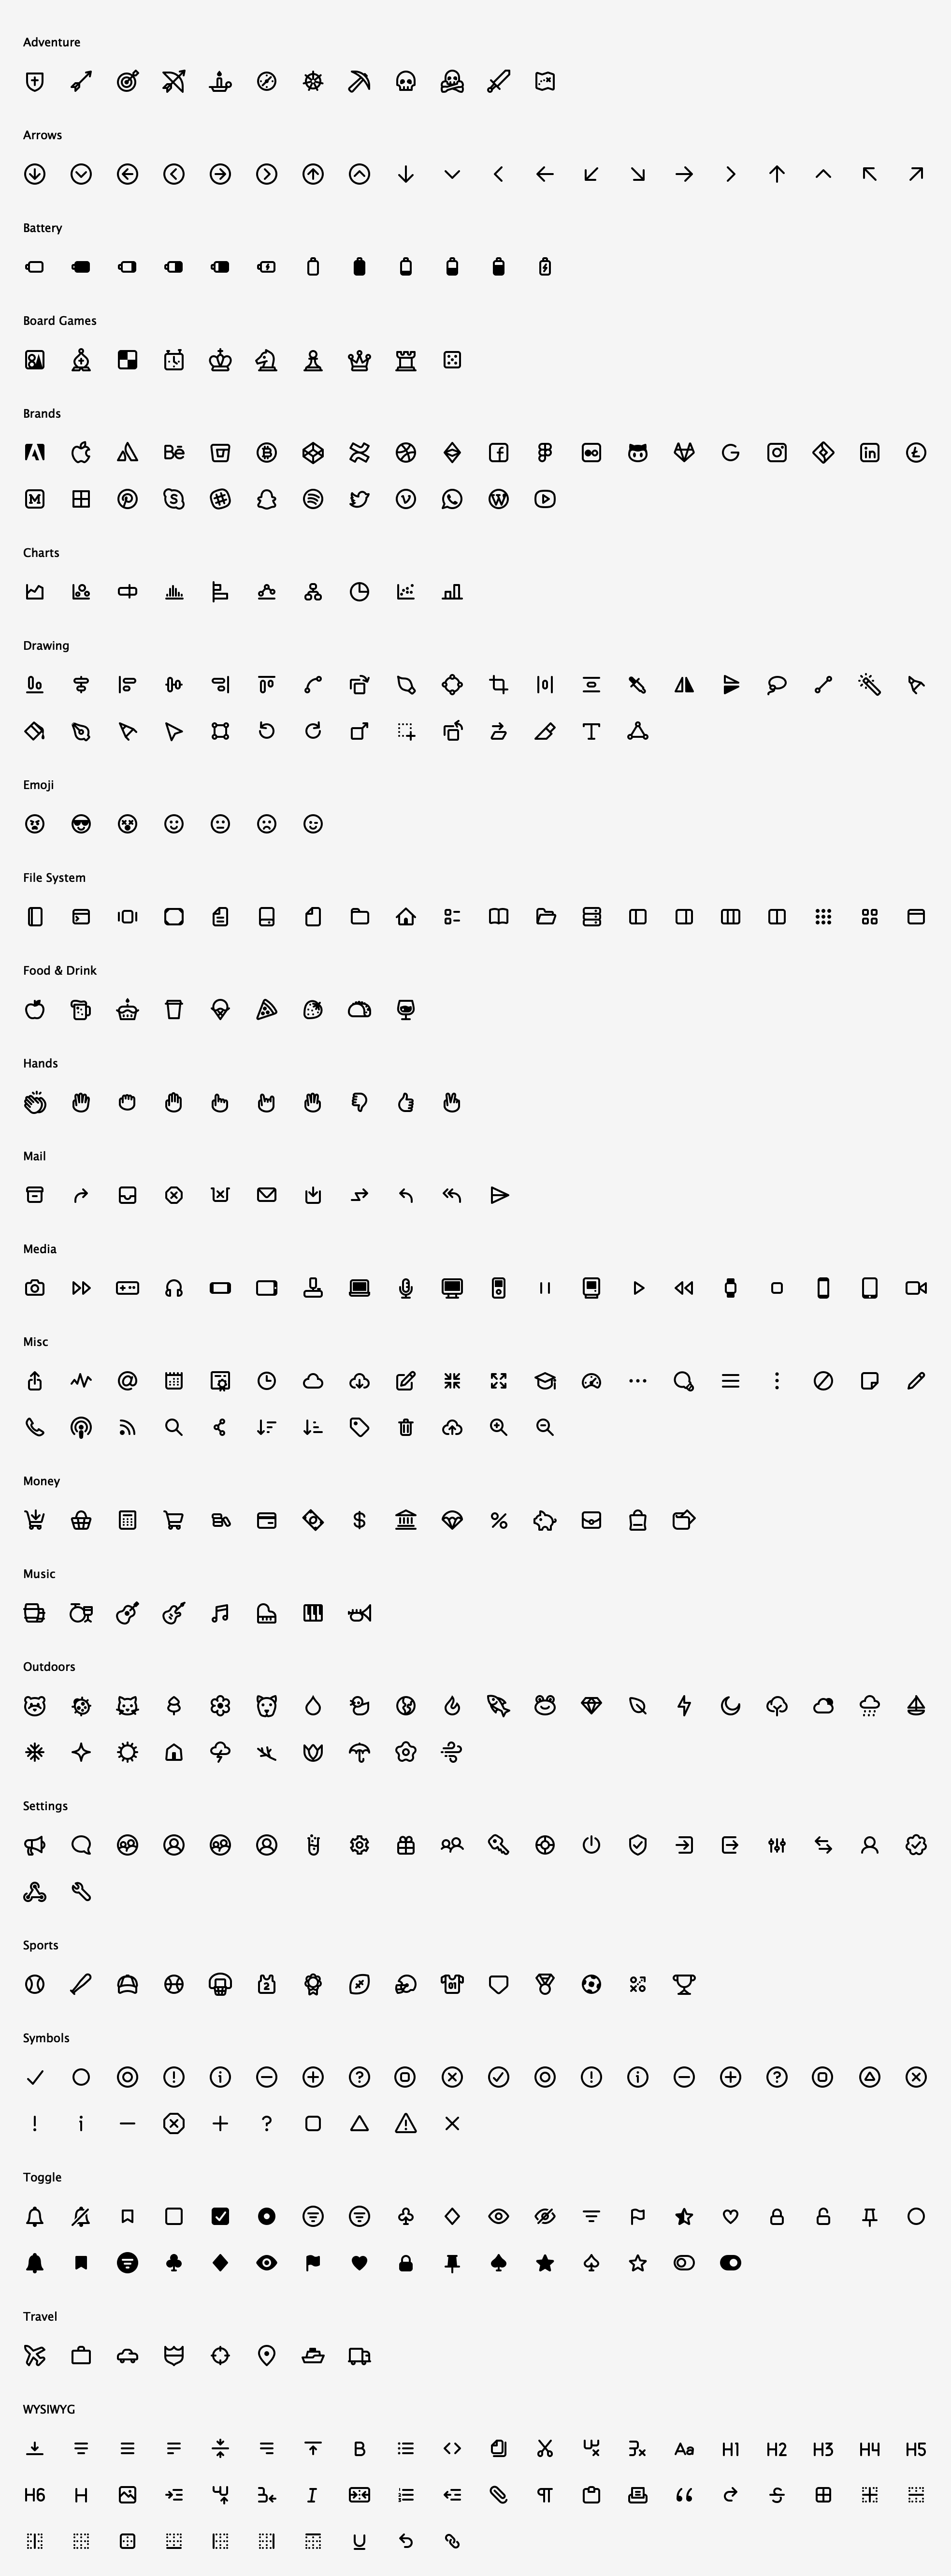 Adventure
Arrows
Battery
Board Games
Brands
Charts
Drawing
Emoji
File System
Food & Drink
Hands
Mail
Media
Misc
Money
Music
Outdoors
Settings
Sports
Symbols
Toggle
Travel
WYSIWYG
B Aa H1 H2 H3 H4 H5
H6 H I
U